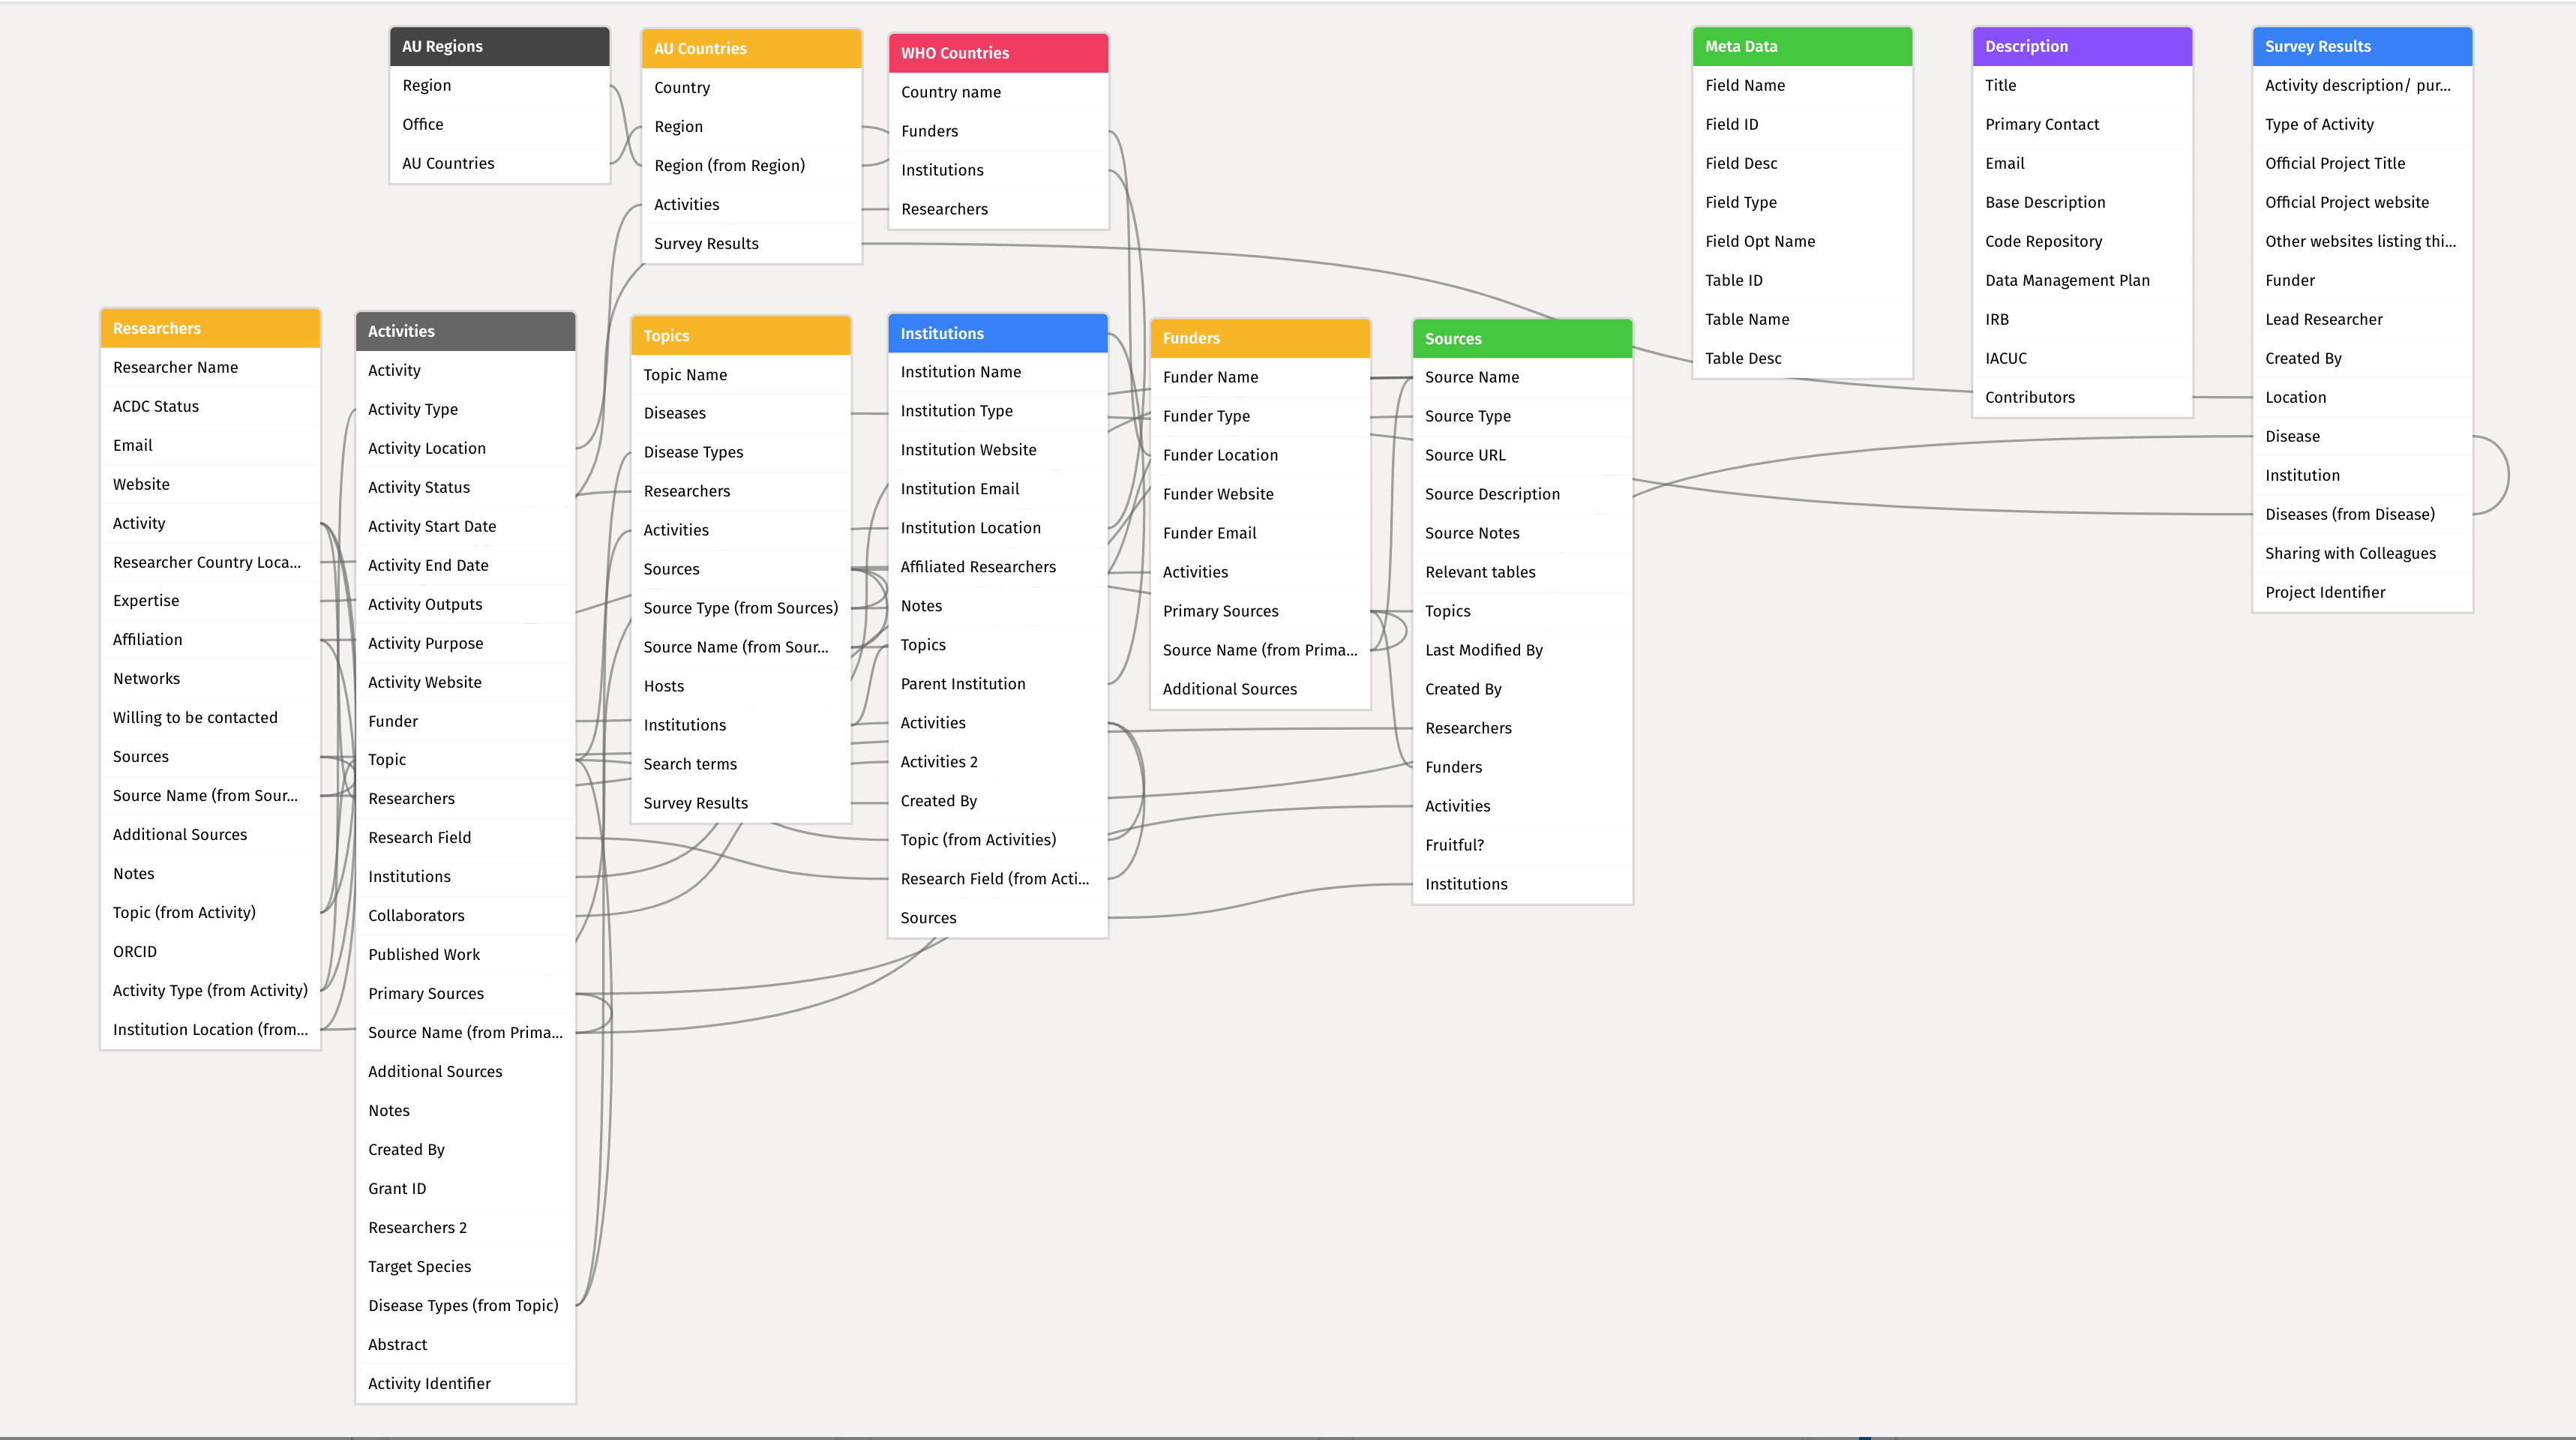 AU Regions
Region
Office
AU Countries
AU Countries
Country
Region
Region (from Region)
Activities
Survey Results
WHO Countries
Country name
Funders
Institutions
Researchers
Meta Data
Field Name
Field ID
Field Desc
Field Type
Field Opt Name
Table ID
Table Name
Table Desc
Description
Title
Primary Contact
Email
Base Description
Code Repository
Data Management Plan
IRB
IACUC
Contributors
Survey Results
Activity description/ pur...
Type of Activity
Official Project Title
Official Project website
Other websites listing thi...
Funder
Lead Researcher
Created By
Location
Disease
Institution
Diseases (from Disease)
Sharing with Colleagues
Project Identifier
Researchers
Researcher Name
ACDC Status
Email
Website
Activity
Researcher Country Loca...
Expertise
Affiliation
Networks
Willing to be contacted
Sources
Source Name (from Sour...
Additional Sources
Notes
Topic (from Activity)
ORCID
Activity Type (from Activity)
Institution Location (from...
Activities
Activity
Activity Type
Activity Location
Activity Status
Activity Start Date
Activity End Date
Activity Outputs
Activity Purpose
Activity Website
Funder
Topic
Researchers
Research Field
Institutions
Collaborators
Published Work
Primary Sources
Source Name (from Prima...
Additional Sources
Notes
Created By
Grant ID
Researchers 2
Target Species
Disease Types (from Topic)
Abstract
Activity Identifier
Topics
Topic Name
Diseases
Disease Types
Researchers
Activities
Sources
Source Type (from Sources)
Source Name (from Sour...
Hosts
Institutions
Search terms
Survey Results
Institutions
Institution Name
Institution Type
Institution Website
Institution Email
Institution Location
Affiliated Researchers
Notes
Topics
Parent Institution
Activities
Activities 2
Created By
Topic (from Activities)
Research Field (from Acti...
Sources
Funders
Funder Name
Funder Type
Funder Location
Funder Website
Funder Email
Activities
Primary Sources
Source Name (from Prima...
Additional Sources
Sources
Source Name
Source Type
Source URL
Source Description
Source Notes
Relevant tables
Topics
Last Modified By
Created By
Researchers
Funders
Activities
Fruitful?
Institutions